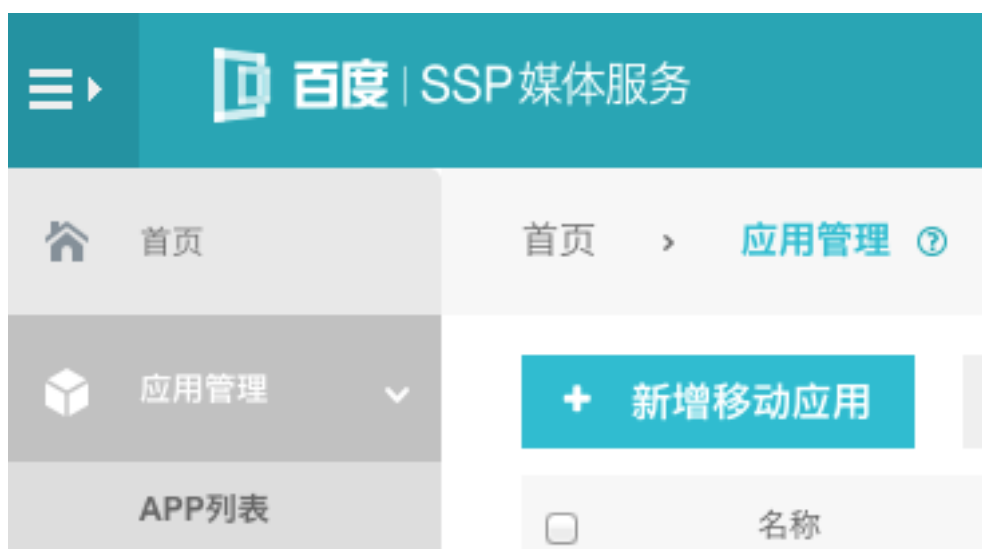 百度 | SSP媒体服务
首页
首页 › 应用管理 ?
应用管理
+ 新增移动应用
APP列表
名称